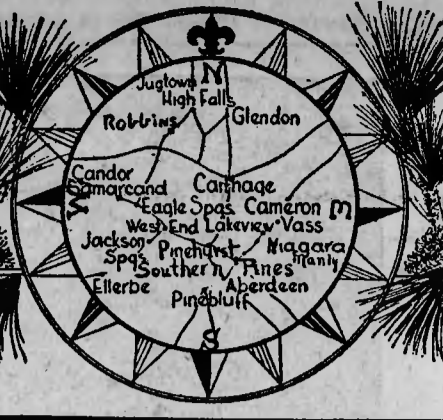 N
Jugtown
High Falls
Robbins Glendon
Candor
Samarcand Carthage
W Eagle Spgs Cameron E
West End Lakeview Vass
Jackson Spgs Pinehurst Niagara
Manly
Southern Pines
Ellerbe Aberdeen
Pinebluff
S